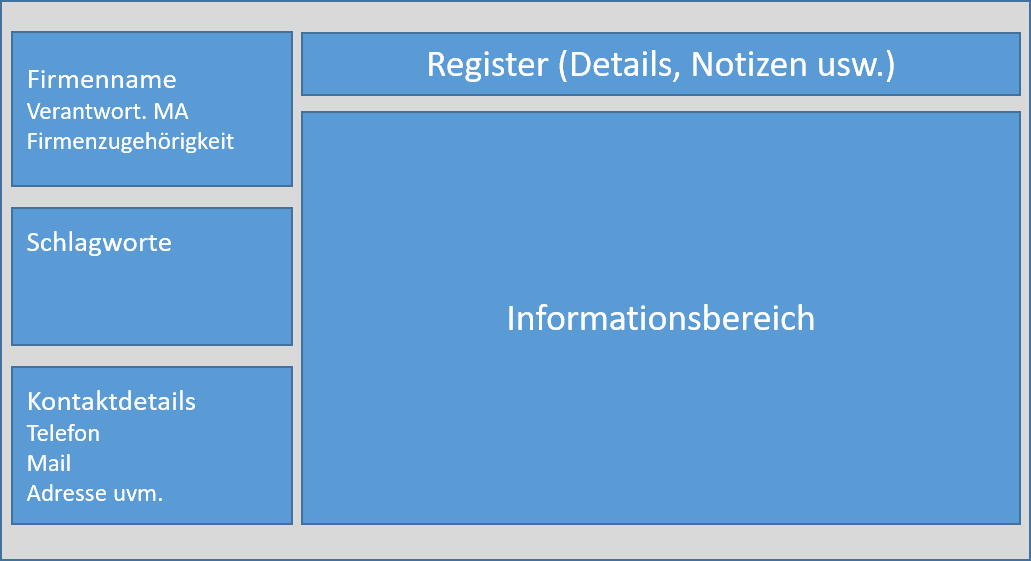 Firmenname
Verantwort. MA
Firmenzugehörigkeit
Schlagworte
Kontaktdetails
Telefon
Mail
Adresse uvm.
Register (Details, Notizen usw.)
Informationsbereich